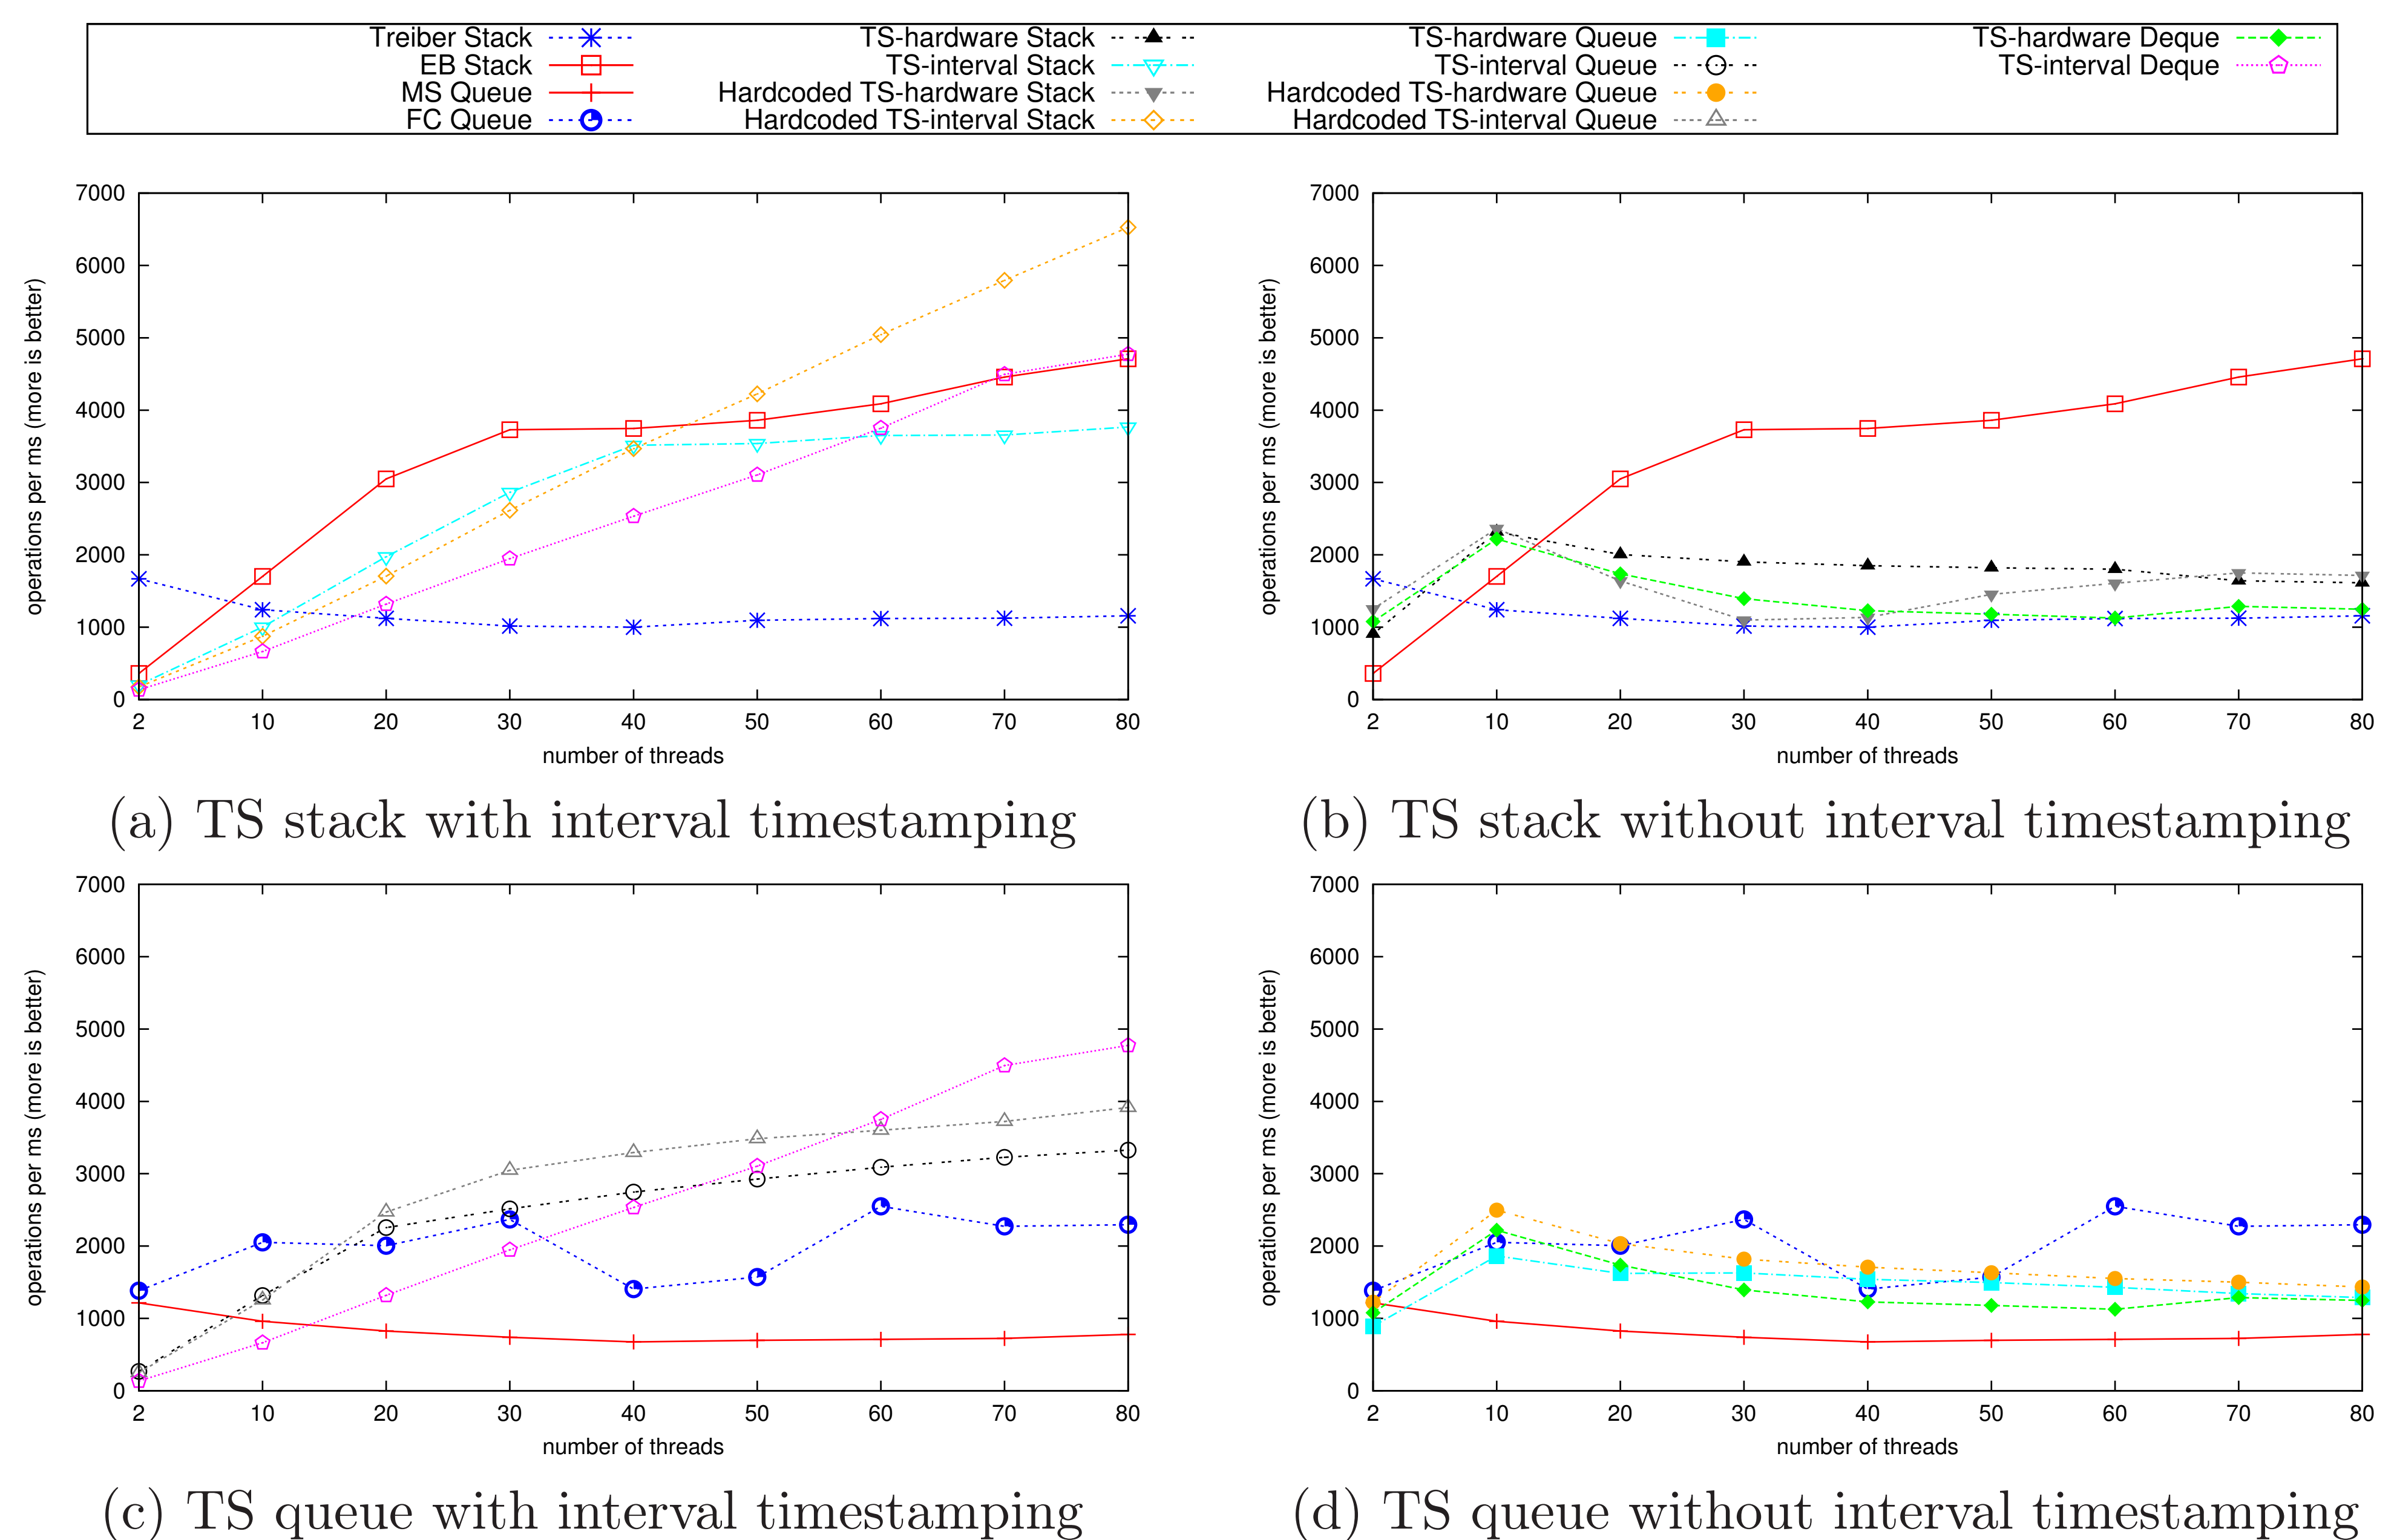 Treiber Stack TS-hardware Stack TS-hardware Queue TS-hardware Deque
EB Stack TS-interval Stack TS-interval Queue TS-interval Deque
MS Queue Hardcoded TS-hardware Stack Hardcoded TS-hardware Queue
FC Queue Hardcoded TS-interval Stack Hardcoded TS-interval Queue
operations per ms (more is better)
7000
6000
5000
4000
3000
2000
1000
0
2 10 20 30 40 50 60 70 80
number of threads
(a) TS stack with interval timestamping
operations per ms (more is better)
7000
6000
5000
4000
3000
2000
1000
0
2 10 20 30 40 50 60 70 80
number of threads
(b) TS stack without interval timestamping
operations per ms (more is better)
7000
6000
5000
4000
3000
2000
1000
0
2 10 20 30 40 50 60 70 80
number of threads
(c) TS queue with interval timestamping
operations per ms (more is better)
7000
6000
5000
4000
3000
2000
1000
0
2 10 20 30 40 50 60 70 80
number of threads
(d) TS queue without interval timestamping